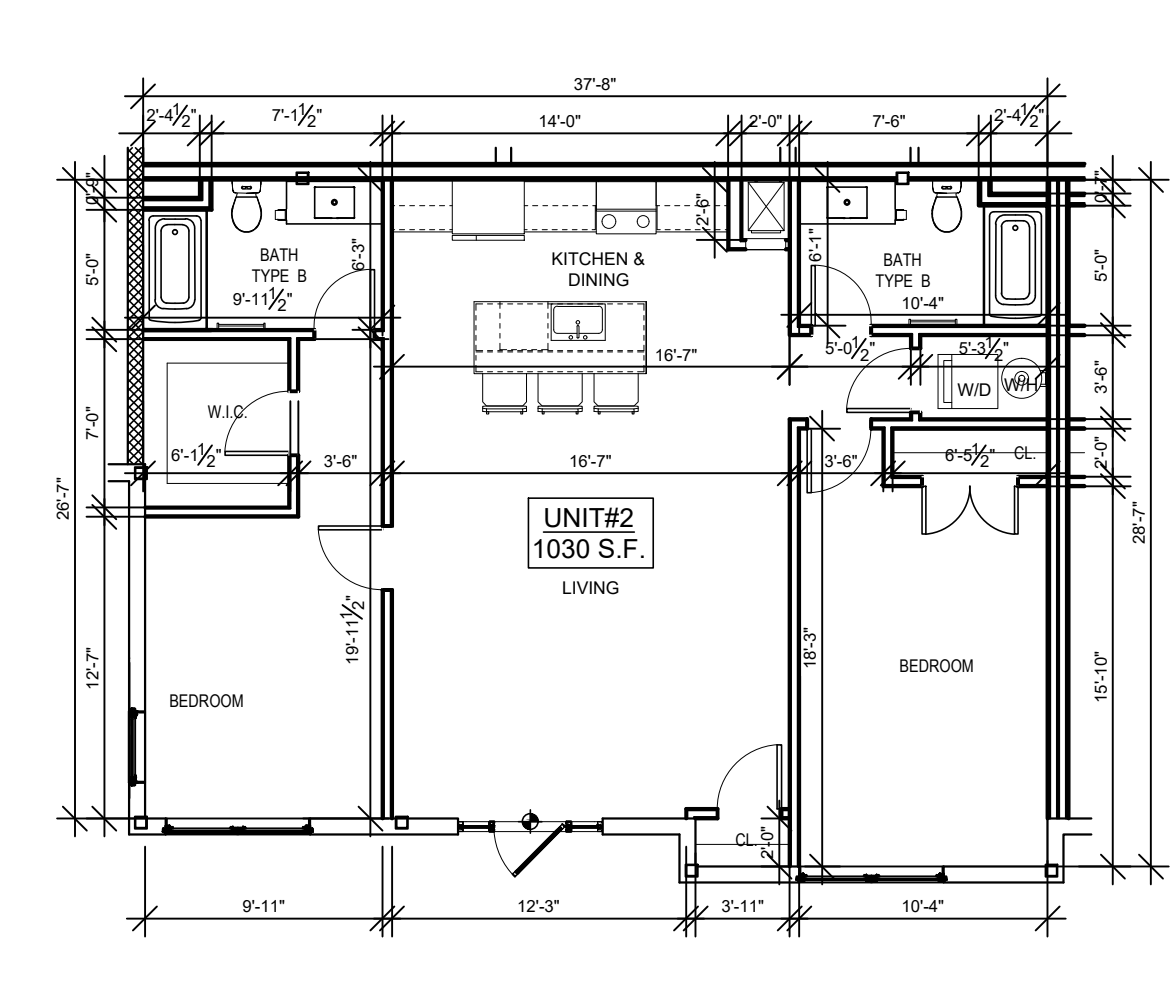 37'-8"
2'-4½"
7'-1½"
14'-0"
2'-0"
7'-6"
2'-4½"
0'-9"
0'-7"
2'-6"
6'-3"
6'-1"
BATH
TYPE B
9'-11½"
KITCHEN &
DINING
BATH
TYPE B
10'-4"
5'-0"
5'-0"
16'-7"
5'-0½"
5'-3½"
W/D
W/H
3'-6"
W.I.C.
7'-0"
6'-1½"
3'-6"
16'-7"
3'-6"
6'-5½"
CL.
2'-0"
26'-7"
28'-7"
UNIT#2
1030 S.F.
LIVING
19'-11½"
18'-3"
12'-7"
BEDROOM
BEDROOM
15'-10"
CL.
2'-0"
9'-11"
12'-3"
3'-11"
10'-4"